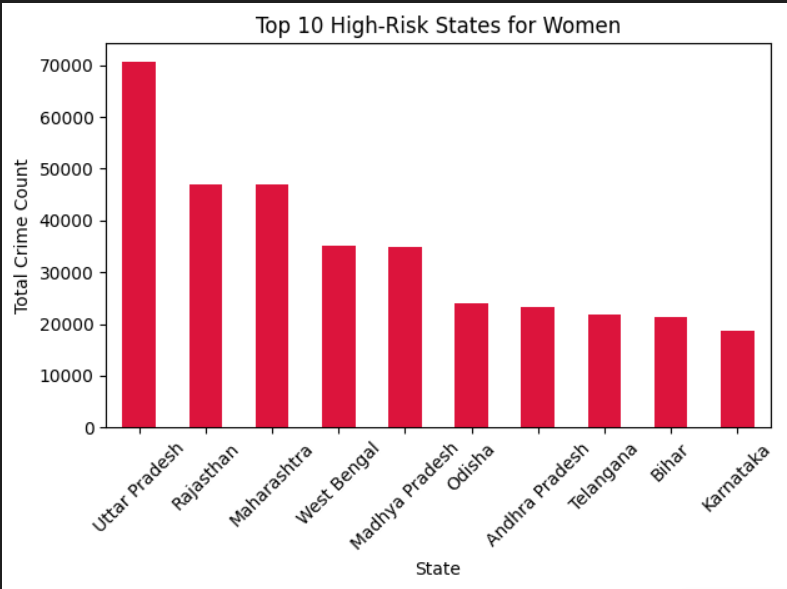 Top 10 High-Risk States for Women
Total Crime Count
70000
60000
50000
40000
30000
20000
10000
0
Uttar Pradesh
Rajasthan
Maharashtra
West Bengal
Madhya Pradesh
Odisha
Andhra Pradesh
Telangana
Bihar
Karnataka
State